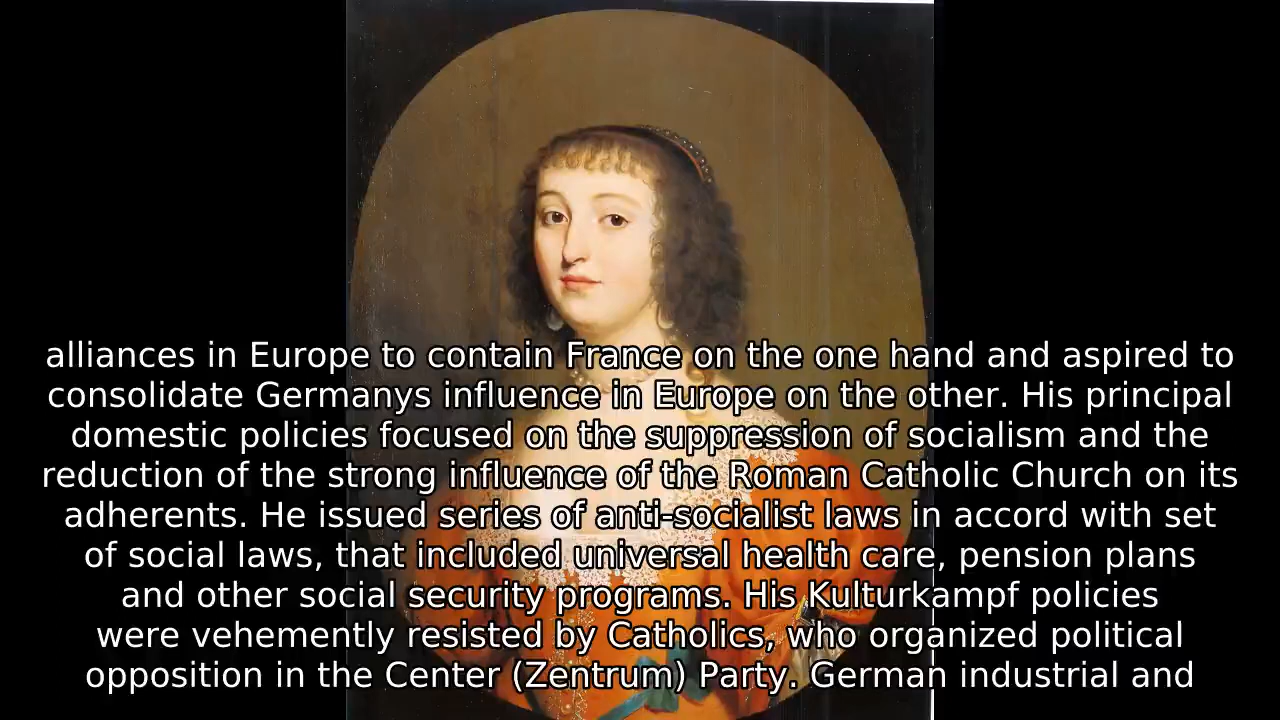 alliances in Europe to contain France on the one hand and aspired to
consolidate Germanys influence in Europe on the other. His principal
domestic policies focused on the suppression of socialism and the
reduction of the strong influence of the Roman Catholic Church on its
adherents. He issued series of anti-socialist laws in accord with set
of social laws, that included universal health care, pension plans
and other social security programs. His Kulturkampf policies
were vehemently resisted by Catholics, who organized political
opposition in the Center (Zentrum) Party. German industrial and